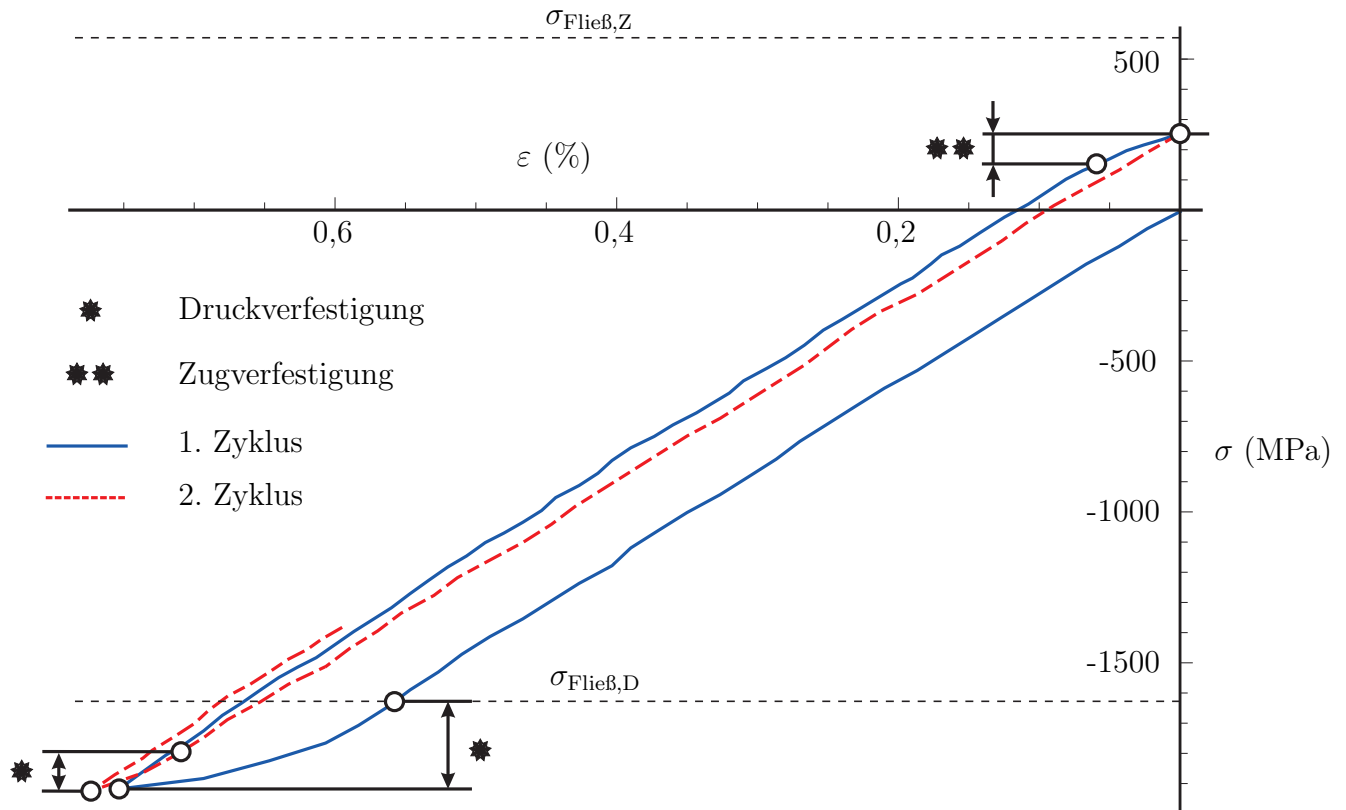 σFließ,Z
500
ε (%)
0,6 0,4 0,2
Druckverfestigung
Zugverfestigung
-500
1. Zyklus
σ (MPa)
2. Zyklus
-1000
-1500
σFließ,D